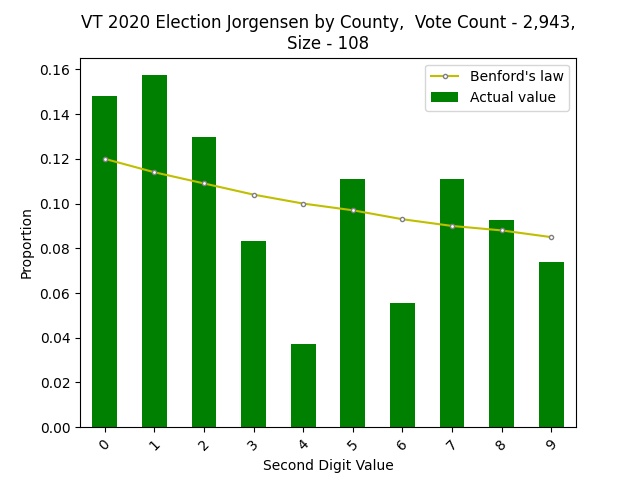 VT 2020 Election Jorgensen by County,  Vote Count - 2,943,
Size - 108
Benford's law
Actual value
0.16
0.14
0.12
0.10
0.08
0.06
0.04
0.02
0.00
Proportion
0 1 2 3 4 5 6 7 8 9
Second Digit Value